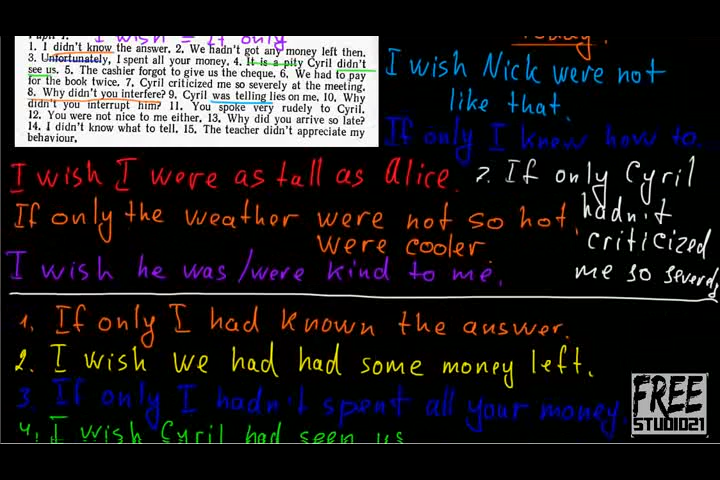 I wish = If only
1. I didn't know the answer. 2. We hadn't got any money left then.
3. Unfortunately, I spent all your money. 4. It is a pity Cyril didn't
see us. 5. The cashier forgot to give us the cheque. 6. We had to pay
for the book twice. 7. Cyril criticized me so severely at the meeting.
8. Why didn't you interfere? 9. Cyril was telling lies on me. 10. Why
didn't you interrupt him? 11. You spoke very rudely to Cyril.
12. You were not nice to me either. 13. Why did you arrive so late?
14. I didn't know what to tell. 15. The teacher didn't appreciate my
behaviour.
I wish Nick were not
like that.
If only I knew how to.
I wish I were as tall as Alice.
If only the weather were not so hot.
were cooler.
I wish he was/were kind to me.
7. If only Cyril
hadn't
criticized
me so severely
1. If only I had known the answer.
2. I wish we had had some money left.
3. If only I hadn't spent all your money.
4. I wish Cyril had seen us
FREE
STUDIO21